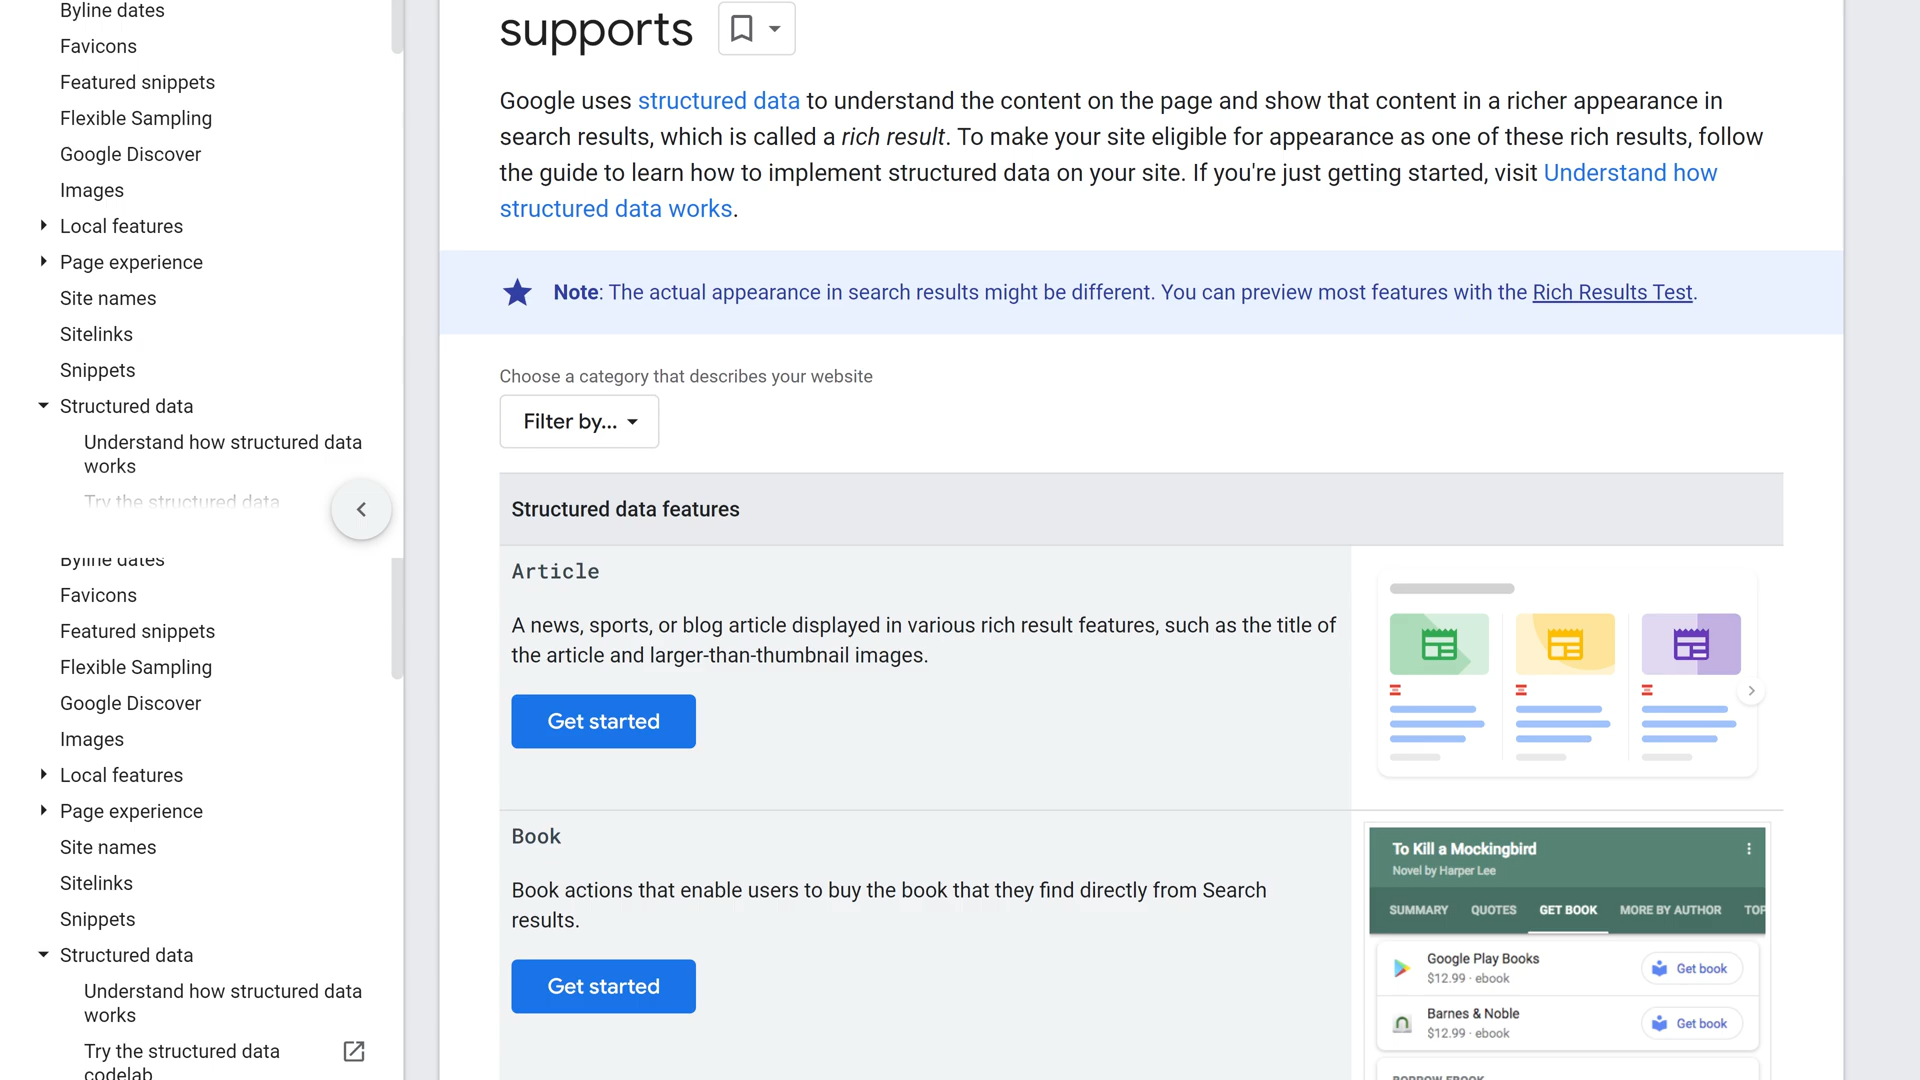 Byline dates
Favicons
Featured snippets
Flexible Sampling
Google Discover
Images
Local features
Page experience
Site names
Sitelinks
Snippets
Structured data
Understand how structured data
works
Try the structured data
Byline dates
Favicons
Featured snippets
Flexible Sampling
Google Discover
Images
Local features
Page experience
Site names
Sitelinks
Snippets
Structured data
Understand how structured data
works
Try the structured data
codelab
supports
Google uses structured data to understand the content on the page and show that content in a richer appearance in
search results, which is called a rich result. To make your site eligible for appearance as one of these rich results, follow
the guide to learn how to implement structured data on your site. If you're just getting started, visit Understand how
structured data works.
Note: The actual appearance in search results might be different. You can preview most features with the Rich Results Test.
Choose a category that describes your website
Filter by...
Structured data features
Article
A news, sports, or blog article displayed in various rich result features, such as the title of
the article and larger-than-thumbnail images.
Get started
Book
Book actions that enable users to buy the book that they find directly from Search
results.
Get started
To Kill a Mockingbird
Novel by Harper Lee
SUMMARY QUOTES GET BOOK MORE BY AUTHOR TOP
Google Play Books
$12.99 · ebook
Get book
Barnes & Noble
$12.99 · ebook
Get book
BORROW EBOOK